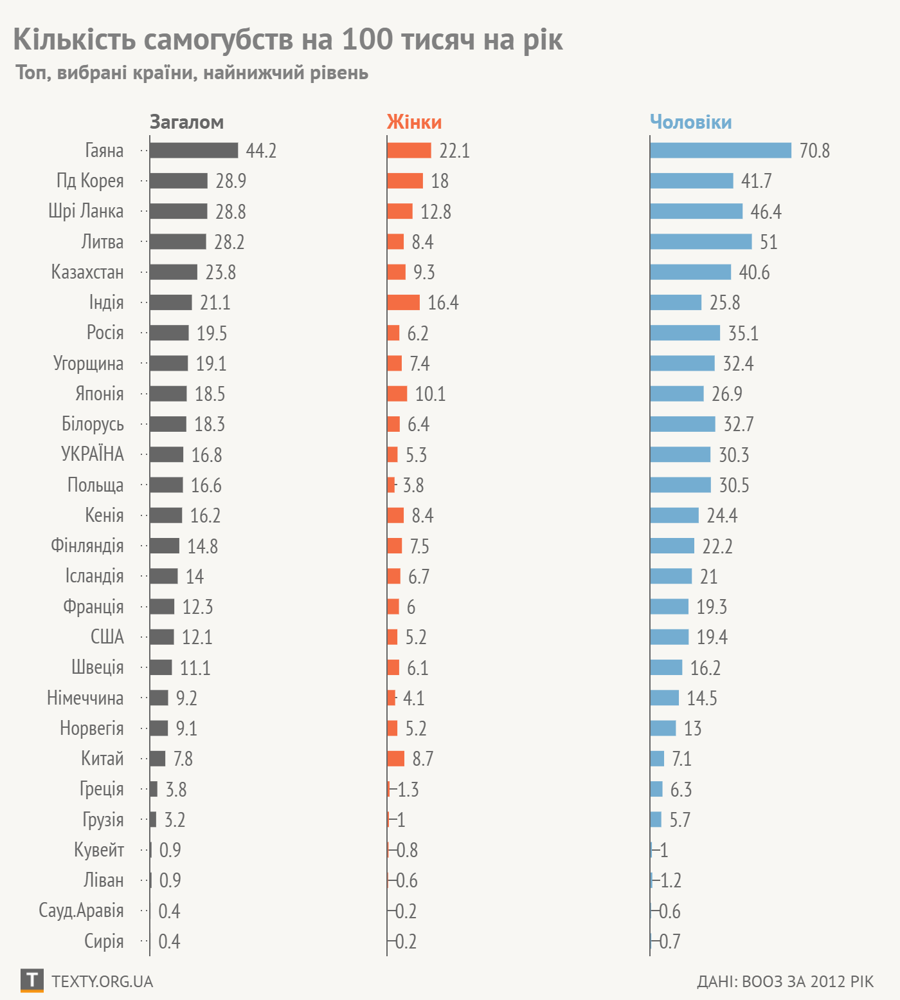 Кількість самогубств на 100 тисяч на рік
Топ, вибрані країни, найнижчий рівень
Загалом Жінки Чоловіки
Гаяна 44.2 22.1 70.8
Пд Корея 28.9 18 41.7
Шрі Ланка 28.8 12.8 46.4
Литва 28.2 8.4 51
Казахстан 23.8 9.3 40.6
Індія 21.1 16.4 25.8
Росія 19.5 6.2 35.1
Угорщина 19.1 7.4 32.4
Японія 18.5 10.1 26.9
Білорусь 18.3 6.4 32.7
УКРАЇНА 16.8 5.3 30.3
Польща 16.6 3.8 30.5
Кенія 16.2 8.4 24.4
Фінляндія 14.8 7.5 22.2
Ісландія 14 6.7 21
Франція 12.3 6 19.3
США 12.1 5.2 19.4
Швеція 11.1 6.1 16.2
Німеччина 9.2 4.1 14.5
Норвегія 9.1 5.2 13
Китай 7.8 8.7 7.1
Греція 3.8 1.3 6.3
Грузія 3.2 1 5.7
Кувейт 0.9 0.8 1
Ліван 0.9 0.6 1.2
Сауд.Аравія 0.4 0.2 0.6
Сирія 0.4 0.2 0.7
T TEXTY.ORG.UA ДАНІ: ВООЗ ЗА 2012 РІК